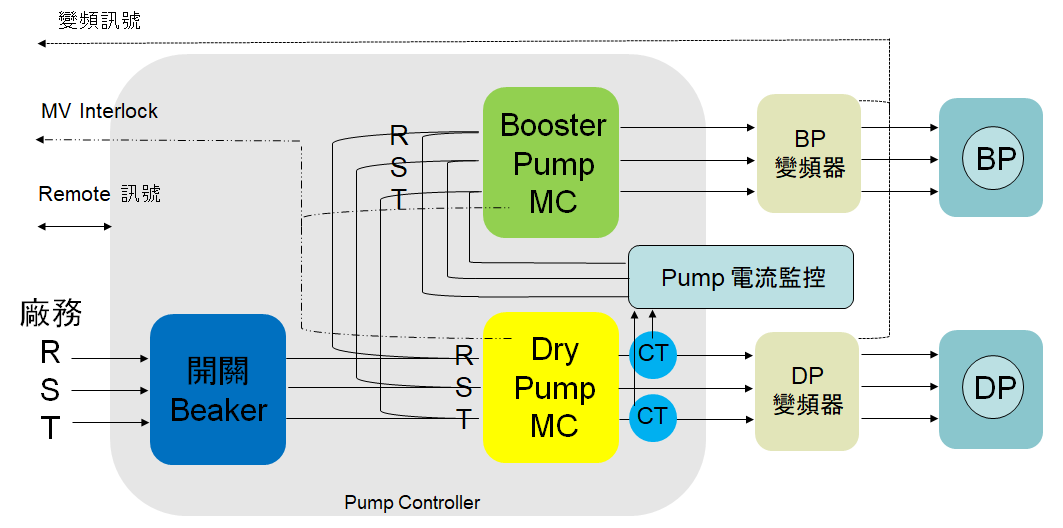 變頻訊號
MV Interlock
Remote 訊號
廠務
R
S
T
開關
Beaker
R
S
T
Booster
Pump
MC
BP
變頻器
BP
Pump 電流監控
R
S
T
Dry
Pump
MC
CT
CT
DP
變頻器
DP
Pump Controller